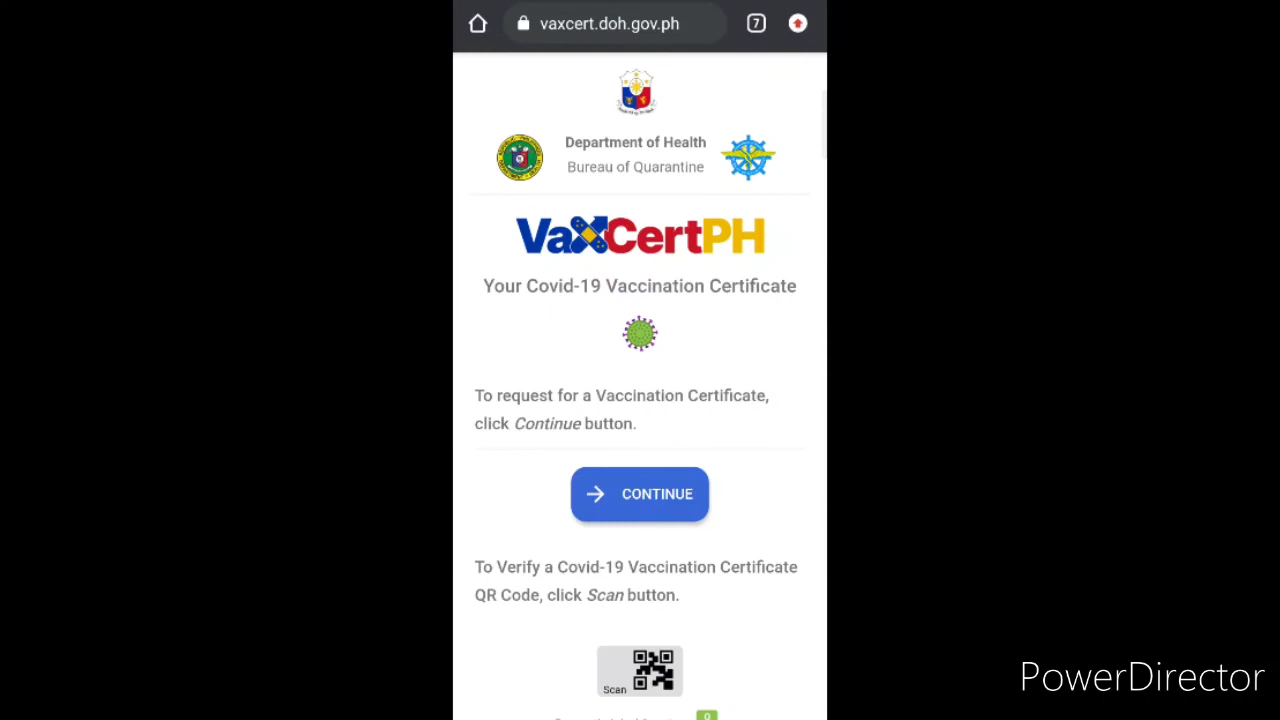 vaxcert.doh.gov.ph
7
Department of Health
Bureau of Quarantine
VaxCertPH
Your Covid-19 Vaccination Certificate
To request for a Vaccination Certificate,
click Continue button.
CONTINUE
To Verify a Covid-19 Vaccination Certificate
QR Code, click Scan button.
Scan
PowerDirector